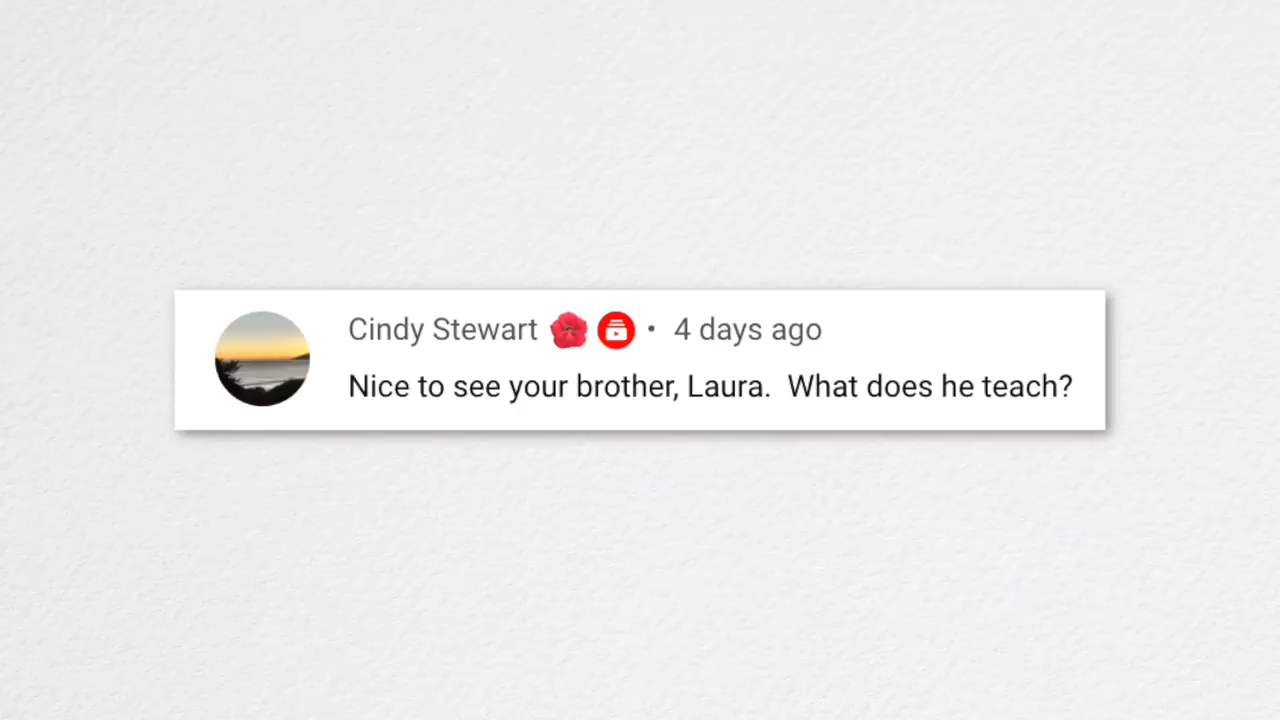 Cindy Stewart • 4 days ago
Nice to see your brother, Laura.  What does he teach?